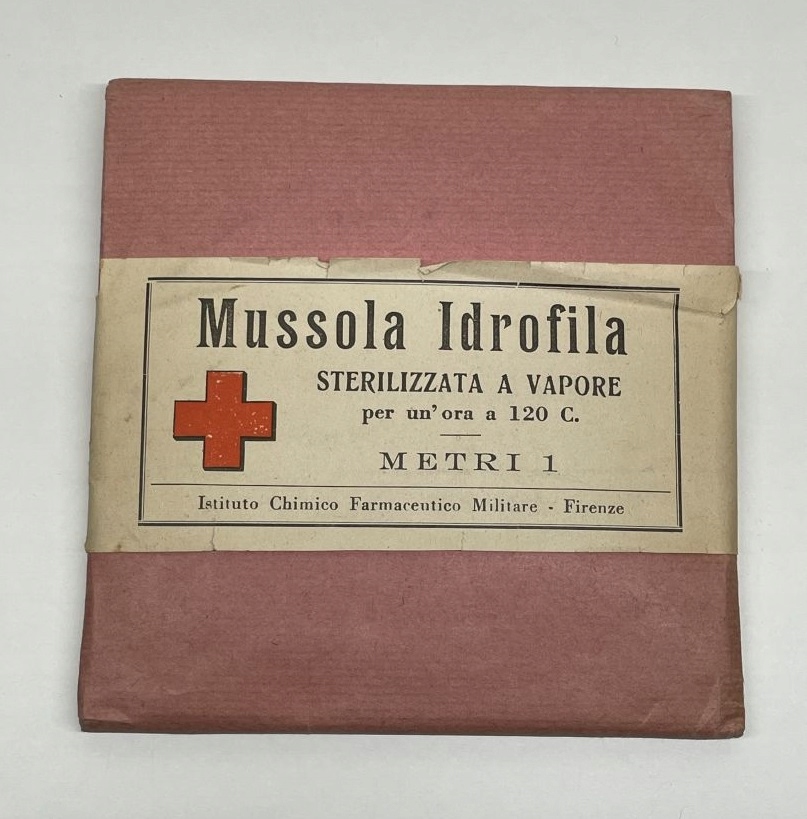 Mussola Idrofila
STERILIZZATA A VAPORE
per un'ora a 120 C.
METRI 1
Istituto Chimico Farmaceutico Militare - Firenze